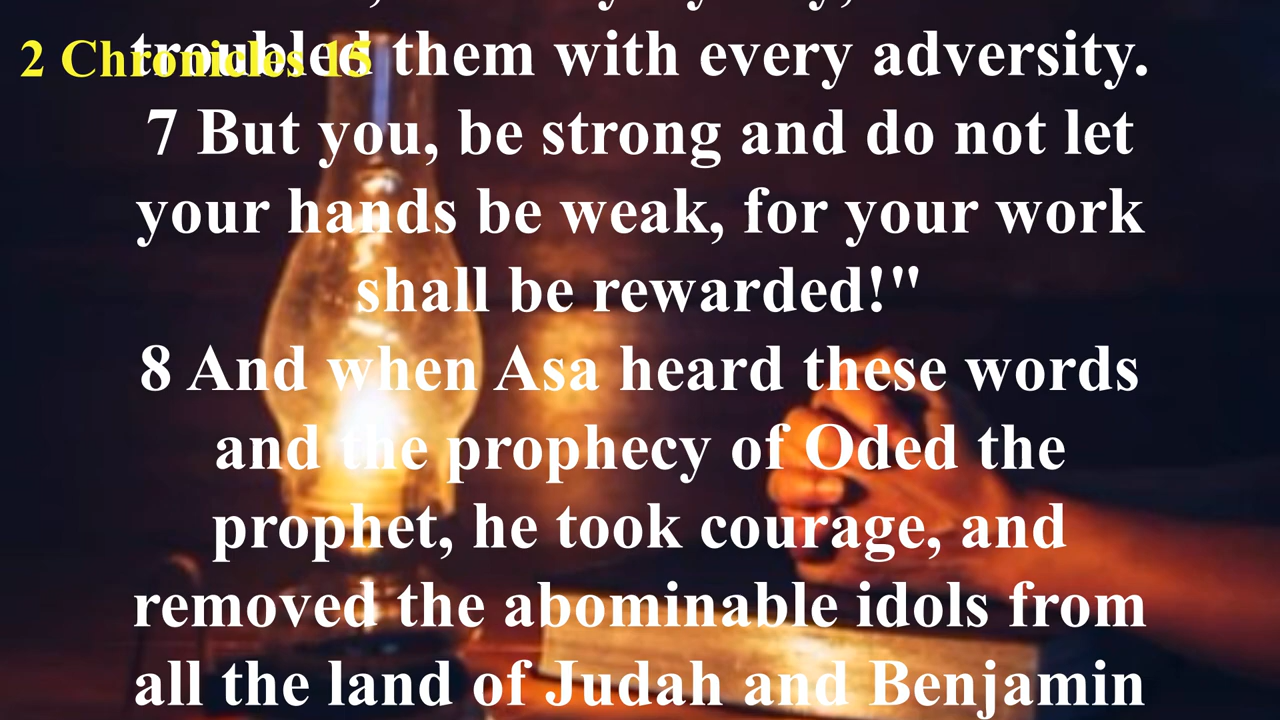 2 Chronicles 15
troubled them with every adversity.
7 But you, be strong and do not let
your hands be weak, for your work
shall be rewarded!"
8 And when Asa heard these words
and the prophecy of Oded the
prophet, he took courage, and
removed the abominable idols from
all the land of Judah and Benjamin